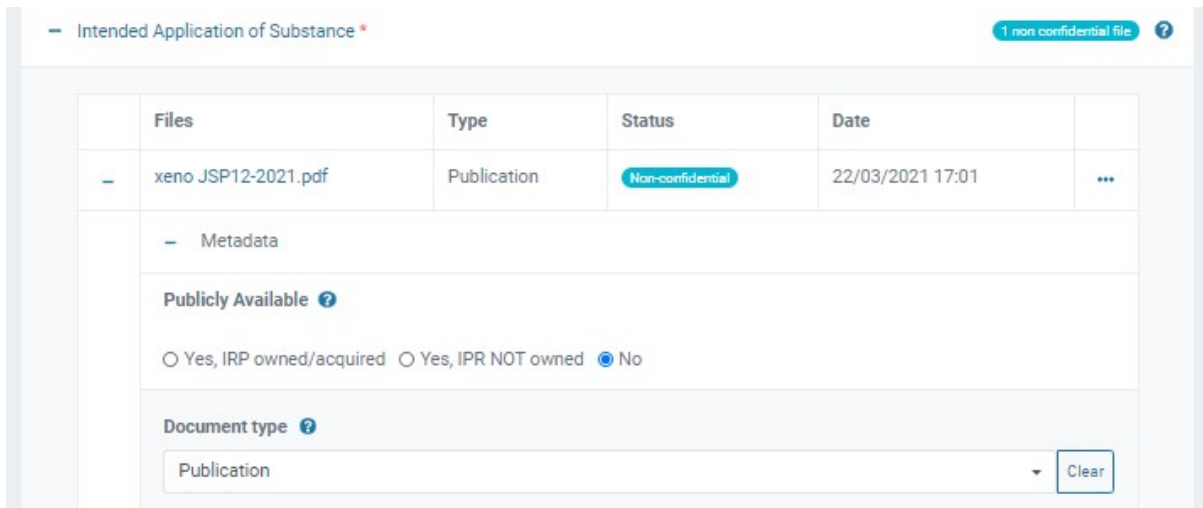 Intended Application of Substance * 1 non confidential file ?
Files Type Status Date
xeno JSP12-2021.pdf Publication Non-confidential 22/03/2021 17:01 •••
Metadata
Publicly Available ?
Yes, IRP owned/acquired Yes, IPR NOT owned No
Document type ?
Publication Clear